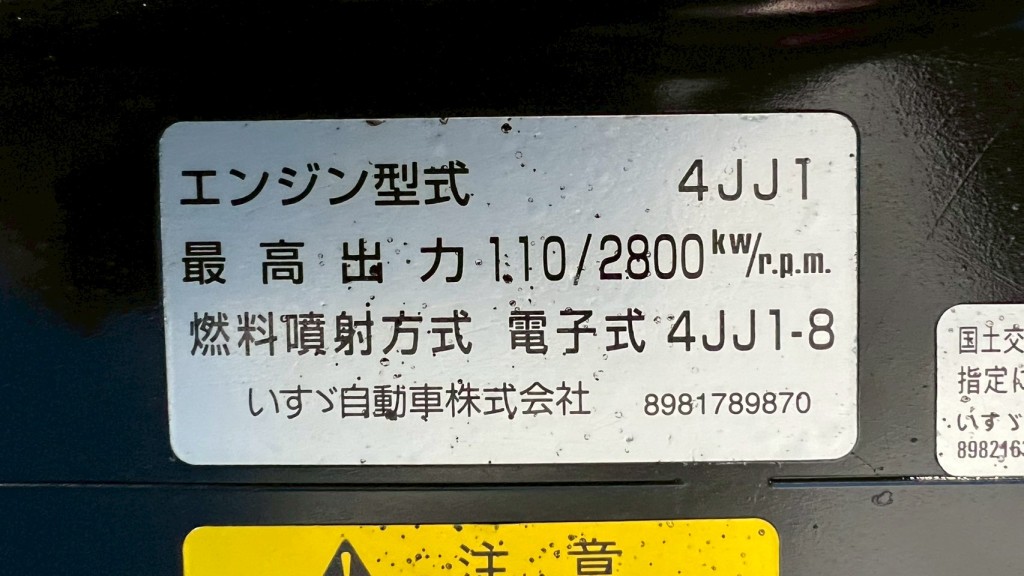 エンジン型式 4JJ1
最高出力 110/2800kW/r.p.m.
燃料噴射方式 電子式 4JJ1-8
いすゞ自動車株式会社 8981789870
国土交
指定に
いすゞ
898216
注意